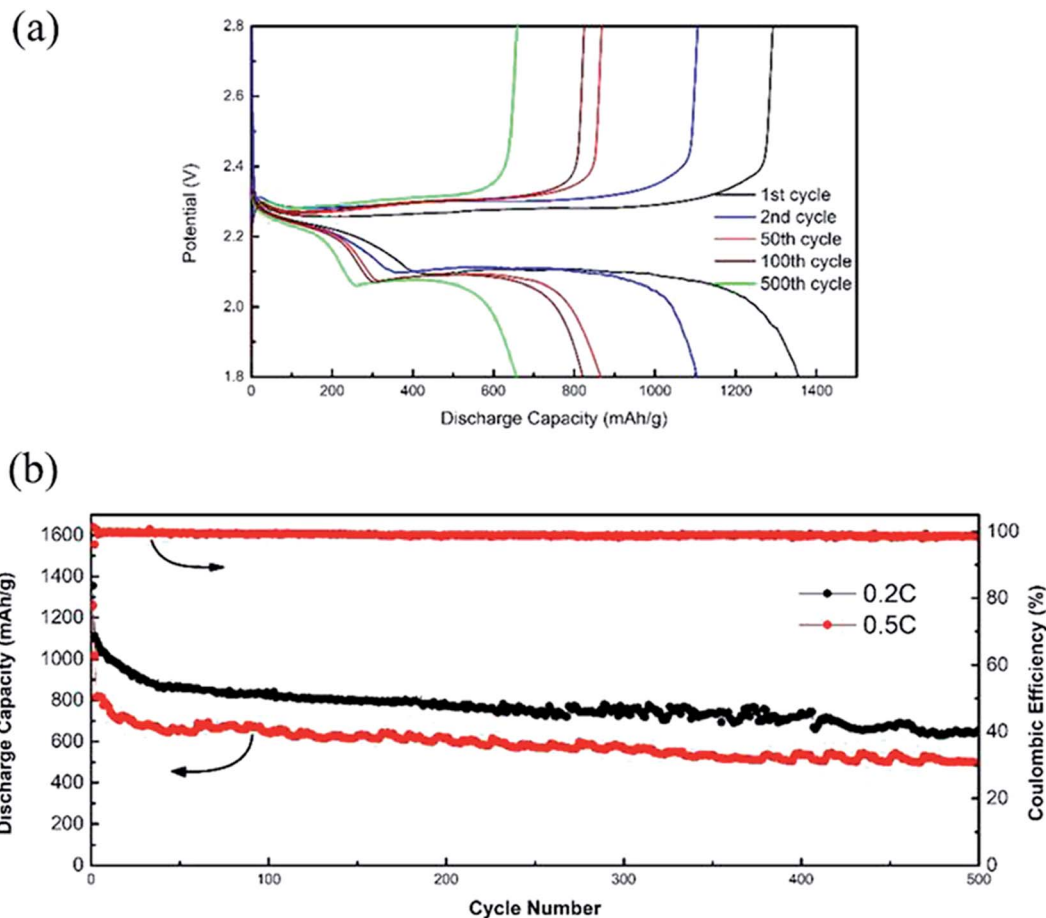 (a)
2.8
2.6
2.4
2.2
2.0
1.8
Potential (V)
1st cycle
2nd cycle
50th cycle
100th cycle
500th cycle
0 200 400 600 800 1000 1200 1400
Discharge Capacity (mAh/g)
(b)
1600
1400
1200
1000
800
600
400
200
0
Discharge Capacity (mAh/g)
0.2C
0.5C
100
80
60
40
20
0
Coulombic Efficiency (%)
0 100 200 300 400 500
Cycle Number